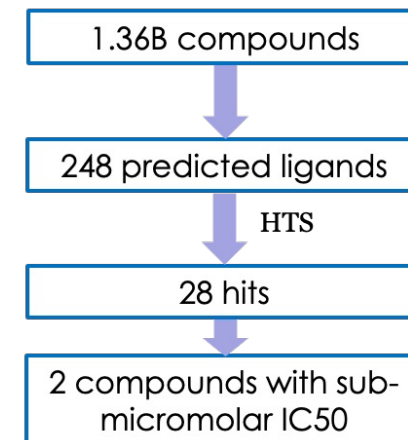 1.36B compounds
248 predicted ligands
HTS
28 hits
2 compounds with sub-
micromolar IC50